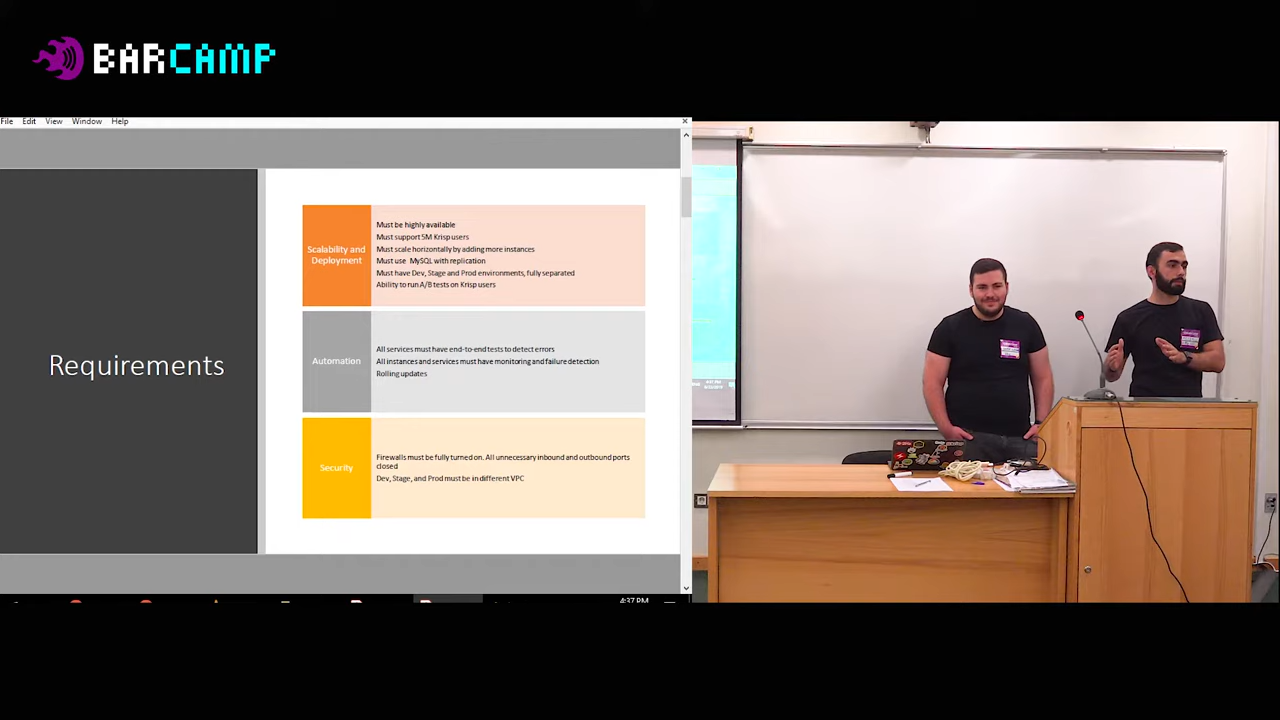 BARCAMP
File Edit View Window Help
Requirements
Scalability and
Deployment
Must be highly available
Must support 5M Krisp users
Must scale horizontally by adding more instances
Must use MySQL with replication
Must have Dev, Stage and Prod environments, fully separated
Ability to run A/B tests on Krisp users
Automation
All services must have end-to-end tests to detect errors
All instances and services must have monitoring and failure detection
Rolling updates
Security
Firewalls must be fully turned on. All unnecessary inbound and outbound ports
closed
Dev, Stage, and Prod must be in different VPC
4:37 PM